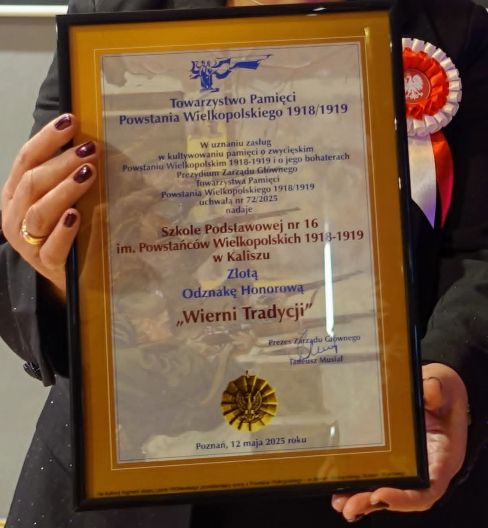 Towarzystwo Pamięci
Powstania Wielkopolskiego 1918/1919
W uznaniu zasług
w kultywowaniu pamięci o zwycięskim
Powstaniu Wielkopolskim 1918-1919 i o jego bohaterach
Prezydium Zarządu Głównego
Towarzystwa Pamięci
Powstania Wielkopolskiego 1918/1919
uchwałą nr 72/2025
nadaje
Szkole Podstawowej nr 16
im. Powstańców Wielkopolskich 1918-1919
w Kaliszu
Złotą
Odznakę Honorową
„Wierni Tradycji”
Prezes Zarządu Głównego
Tadeusz Musiał
Poznań, 12 maja 2025 roku